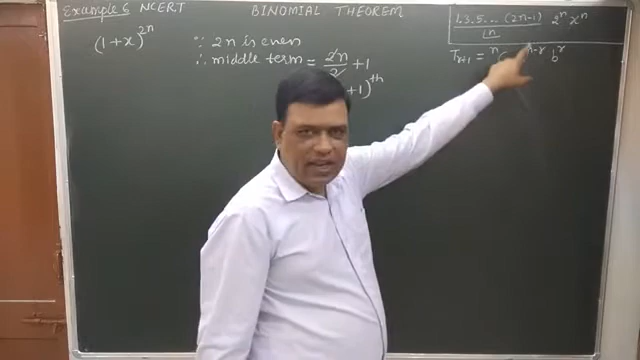 Example 6 NCERT
BINOMIAL THEOREM
(1+x)^2n
∵ 2n is even
∴ middle term = 2n/2 + 1
+1)^th
1.3.5... (2n-1) / |n 2^n x^n
T_r+1 = ^n n-r b^r